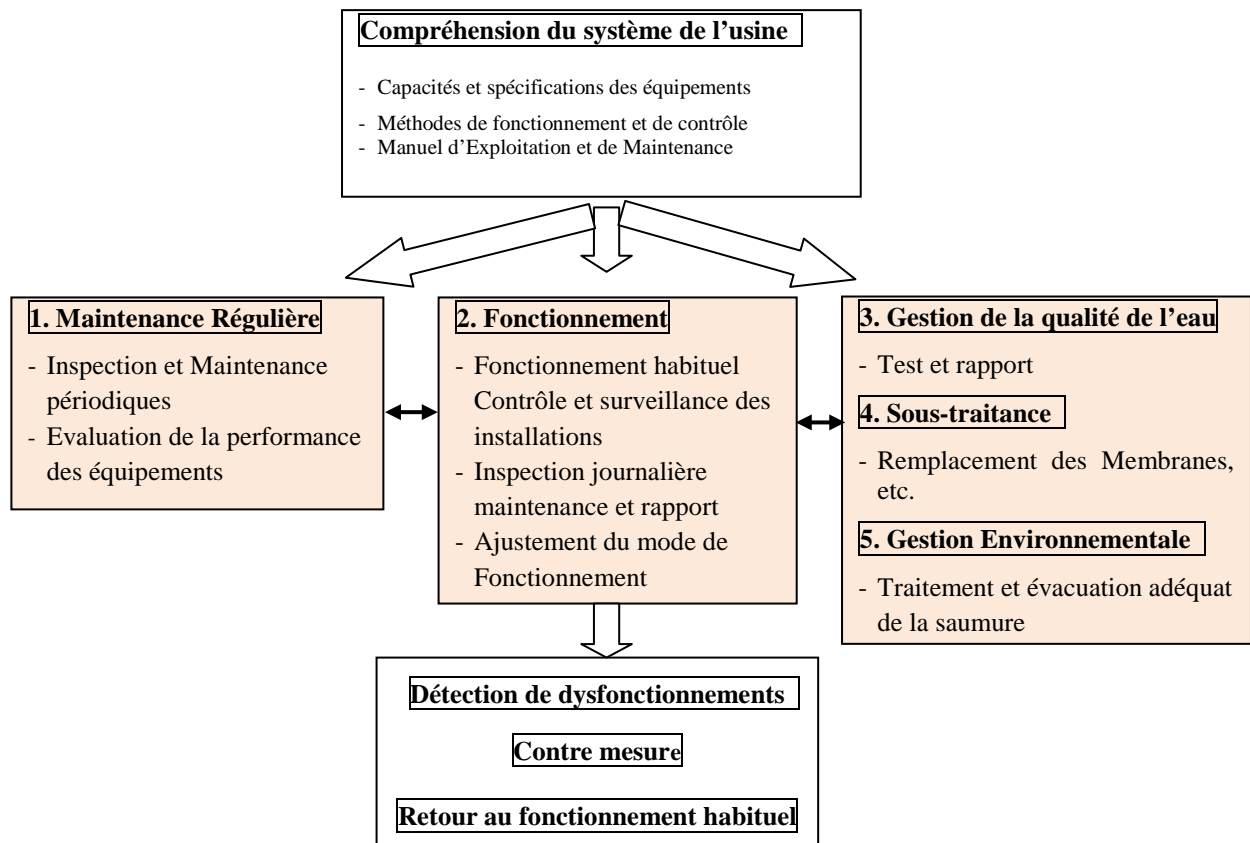 Compréhension du système de l'usine
- Capacités et spécifications des équipements
- Méthodes de fonctionnement et de contrôle
- Manuel d'Exploitation et de Maintenance
1. Maintenance Régulière
- Inspection et Maintenance
périodiques
- Evaluation de la performance
des équipements
2. Fonctionnement
- Fonctionnement habituel
Contrôle et surveillance des
installations
- Inspection journalière
maintenance et rapport
- Ajustement du mode de
Fonctionnement
3. Gestion de la qualité de l'eau
- Test et rapport
4. Sous-traitance
- Remplacement des Membranes,
etc.
5. Gestion Environnementale
- Traitement et évacuation adéquat
de la saumure
Détection de dysfonctionnements
Contre mesure
Retour au fonctionnement habituel